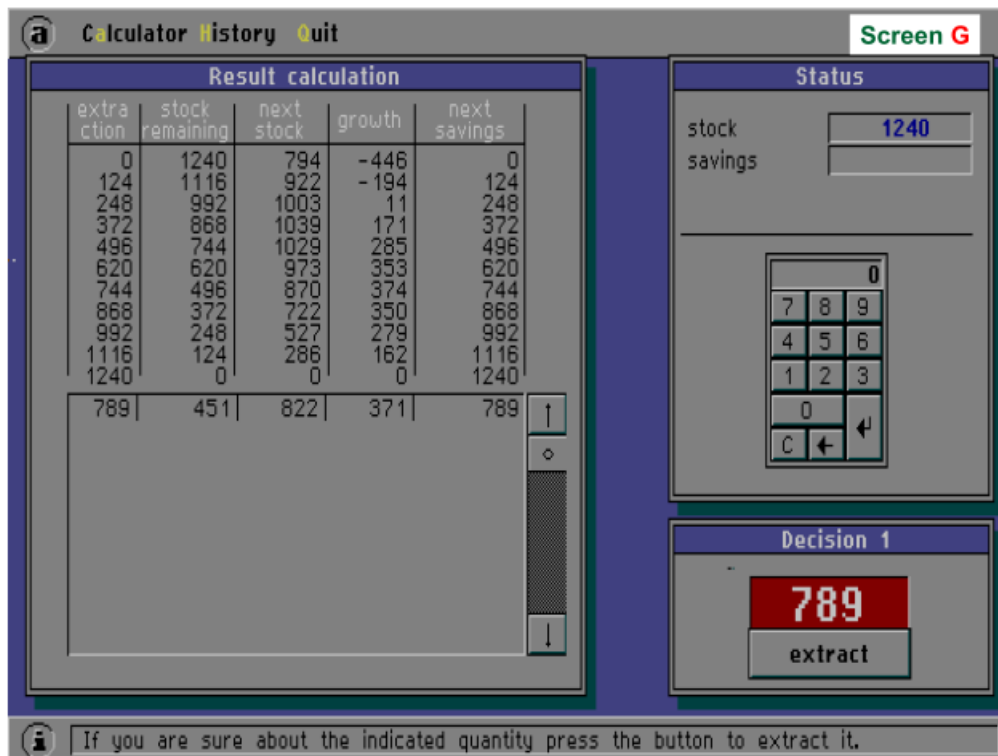 a Calculator History Quit
Screen G
Result calculation
extra ction stock remaining next stock growth next savings
0 1240 794 -446 0
124 1116 922 -194 124
248 992 1003 11 248
372 868 1039 171 372
496 744 1029 285 496
620 620 973 353 620
744 496 870 374 744
868 372 722 350 868
992 248 527 279 992
1116 124 286 162 1116
1240 0 0 0 1240
789 451 822 371 789
Status
stock 1240
savings
0
7 8 9
4 5 6
1 2 3
0
C
Decision 1
789
extract
i If you are sure about the indicated quantity press the button to extract it.